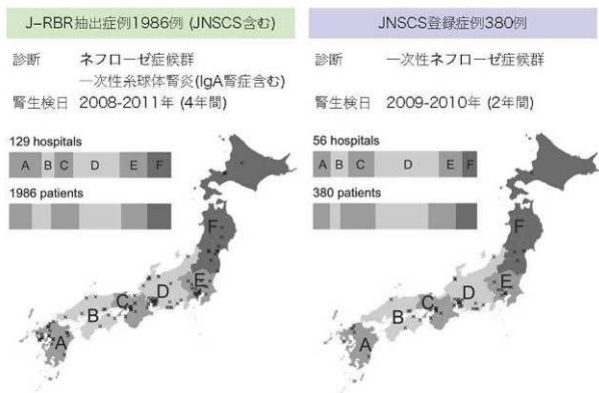 J-RBR抽出症例1986例 (JNSCS含む)
診断 ネフローゼ症候群
一次性糸球体腎炎(IgA腎症含む)
腎生検日 2008-2011年 (4年間)
129 hospitals
A B C D E F
1986 patients
F
E
D
C
B
A
JNSCS登録症例380例
診断 一次性ネフローゼ症候群
腎生検日 2009-2010年 (2年間)
56 hospitals
A B C D E F
380 patients
F
E
D
C
B
A